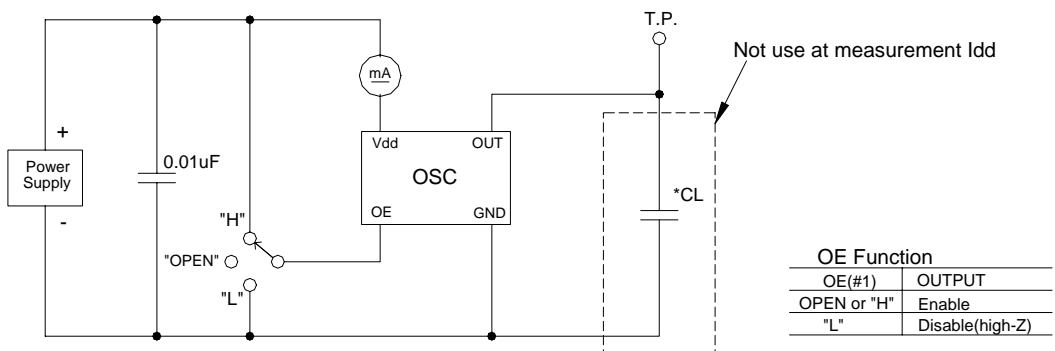 T.P.
Not use at measurement Idd
mA
+
Power
Supply
-
0.01uF
Vdd
OUT
OSC
OE
GND
"H"
"OPEN"
"L"
*CL
OE Function
OE(#1) OUTPUT
OPEN or "H" Enable
"L" Disable(high-Z)